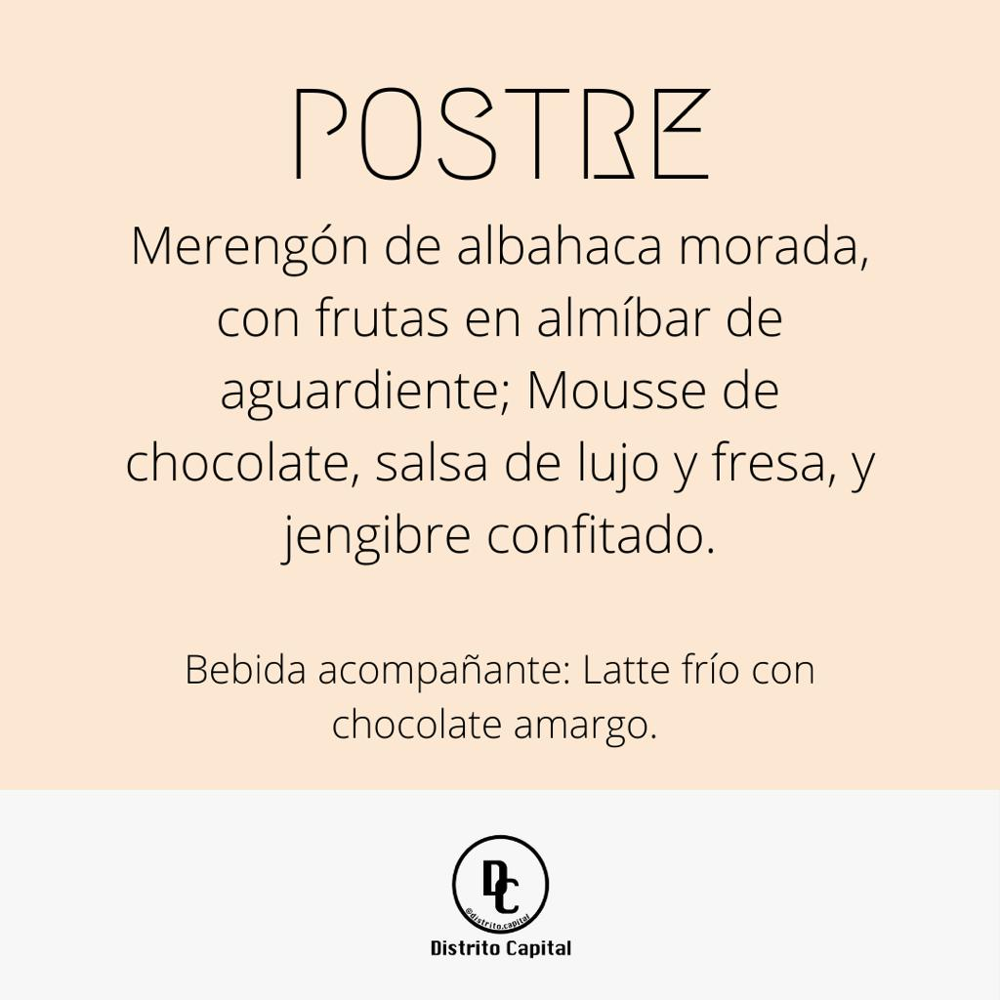 POSTRE
Merengón de albahaca morada,
con frutas en almíbar de
aguardiente; Mousse de
chocolate, salsa de lujo y fresa, y
jengibre confitado.
Bebida acompañante: Latte frío con
chocolate amargo.
DC
@distrito.capital
Distrito Capital